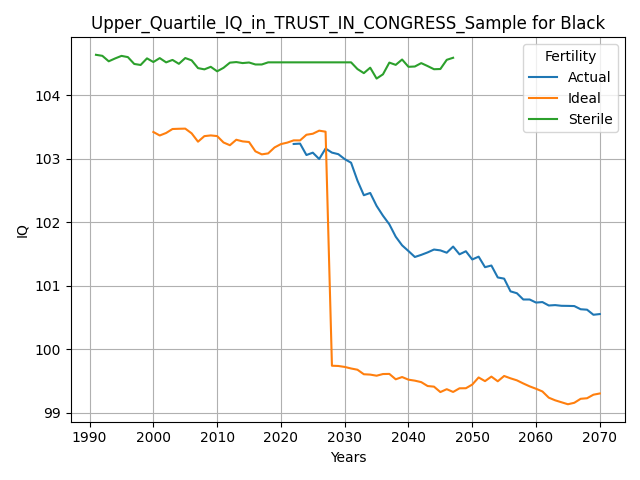 Upper_Quartile_IQ_in_TRUST_IN_CONGRESS_Sample for Black
Fertility
Actual
Ideal
Sterile
IQ
104
103
102
101
100
99
1990 2000 2010 2020 2030 2040 2050 2060 2070
Years